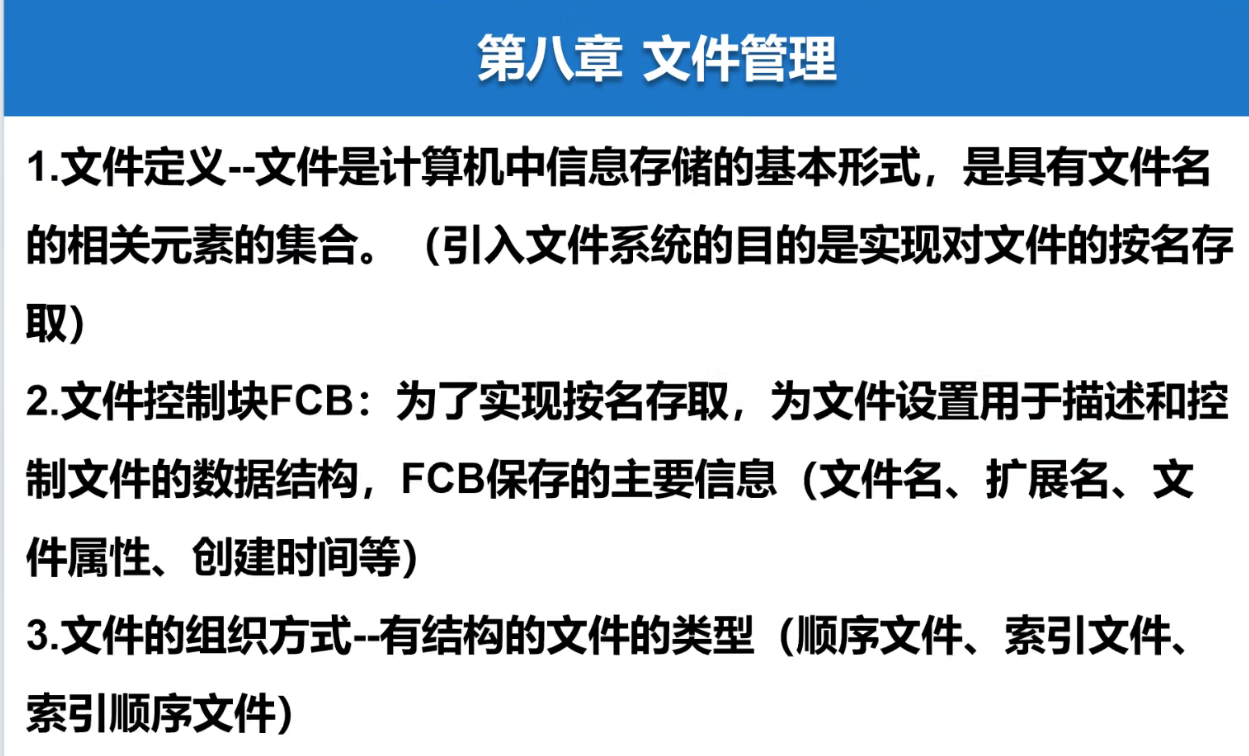 第八章 文件管理
1.文件定义--文件是计算机中信息存储的基本形式，是具有文件名
的相关元素的集合。（引入文件系统的目的是实现对文件的按名存
取）
2.文件控制块FCB：为了实现按名存取，为文件设置用于描述和控
制文件的数据结构，FCB保存的主要信息（文件名、扩展名、文
件属性、创建时间等）
3.文件的组织方式--有结构的文件的类型（顺序文件、索引文件、
索引顺序文件）